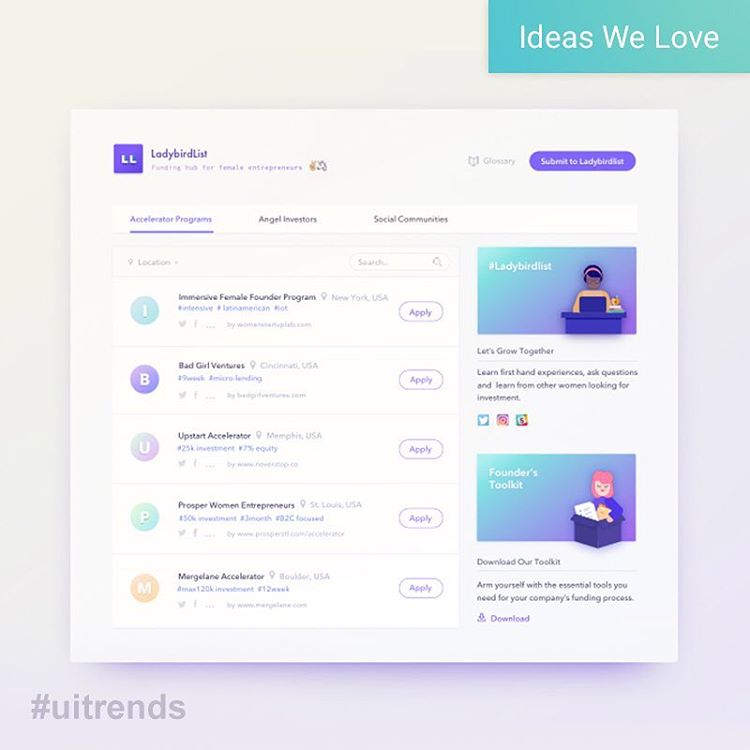 Ideas We Love
LL
LadybirdList
Funding hub for female entrepreneurs
Glossary
Submit to Ladybirdlist
Accelerator Programs
Angel Investors
Social Communities
Location
Search...
I
Immersive Female Founder Program
New York, USA
#intensive # latinamerican #iot
... by womenstartuplab.com
Apply
B
Bad Girl Ventures
Cincinnati, USA
#9week #micro-lending
... by badgirlventures.com
Apply
U
Upstart Accelerator
Memphis, USA
#25k investment #7% equity
... by www.neverstop.co
Apply
P
Prosper Women Entrepreneurs
St. Louis, USA
#50k investment #3month #B2C focused
... by www.prosperstl.com/accelerator
Apply
M
Mergelane Accelerator
Boulder, USA
#max120k investment #12week
... by www.mergelane.com
Apply
#Ladybirdlist
Let's Grow Together
Learn first hand experiences, ask questions
and learn from other women looking for
investment.
Founder's
Toolkit
Download Our Toolkit
Arm yourself with the essential tools you
need for your company's funding process.
Download
#uitrends